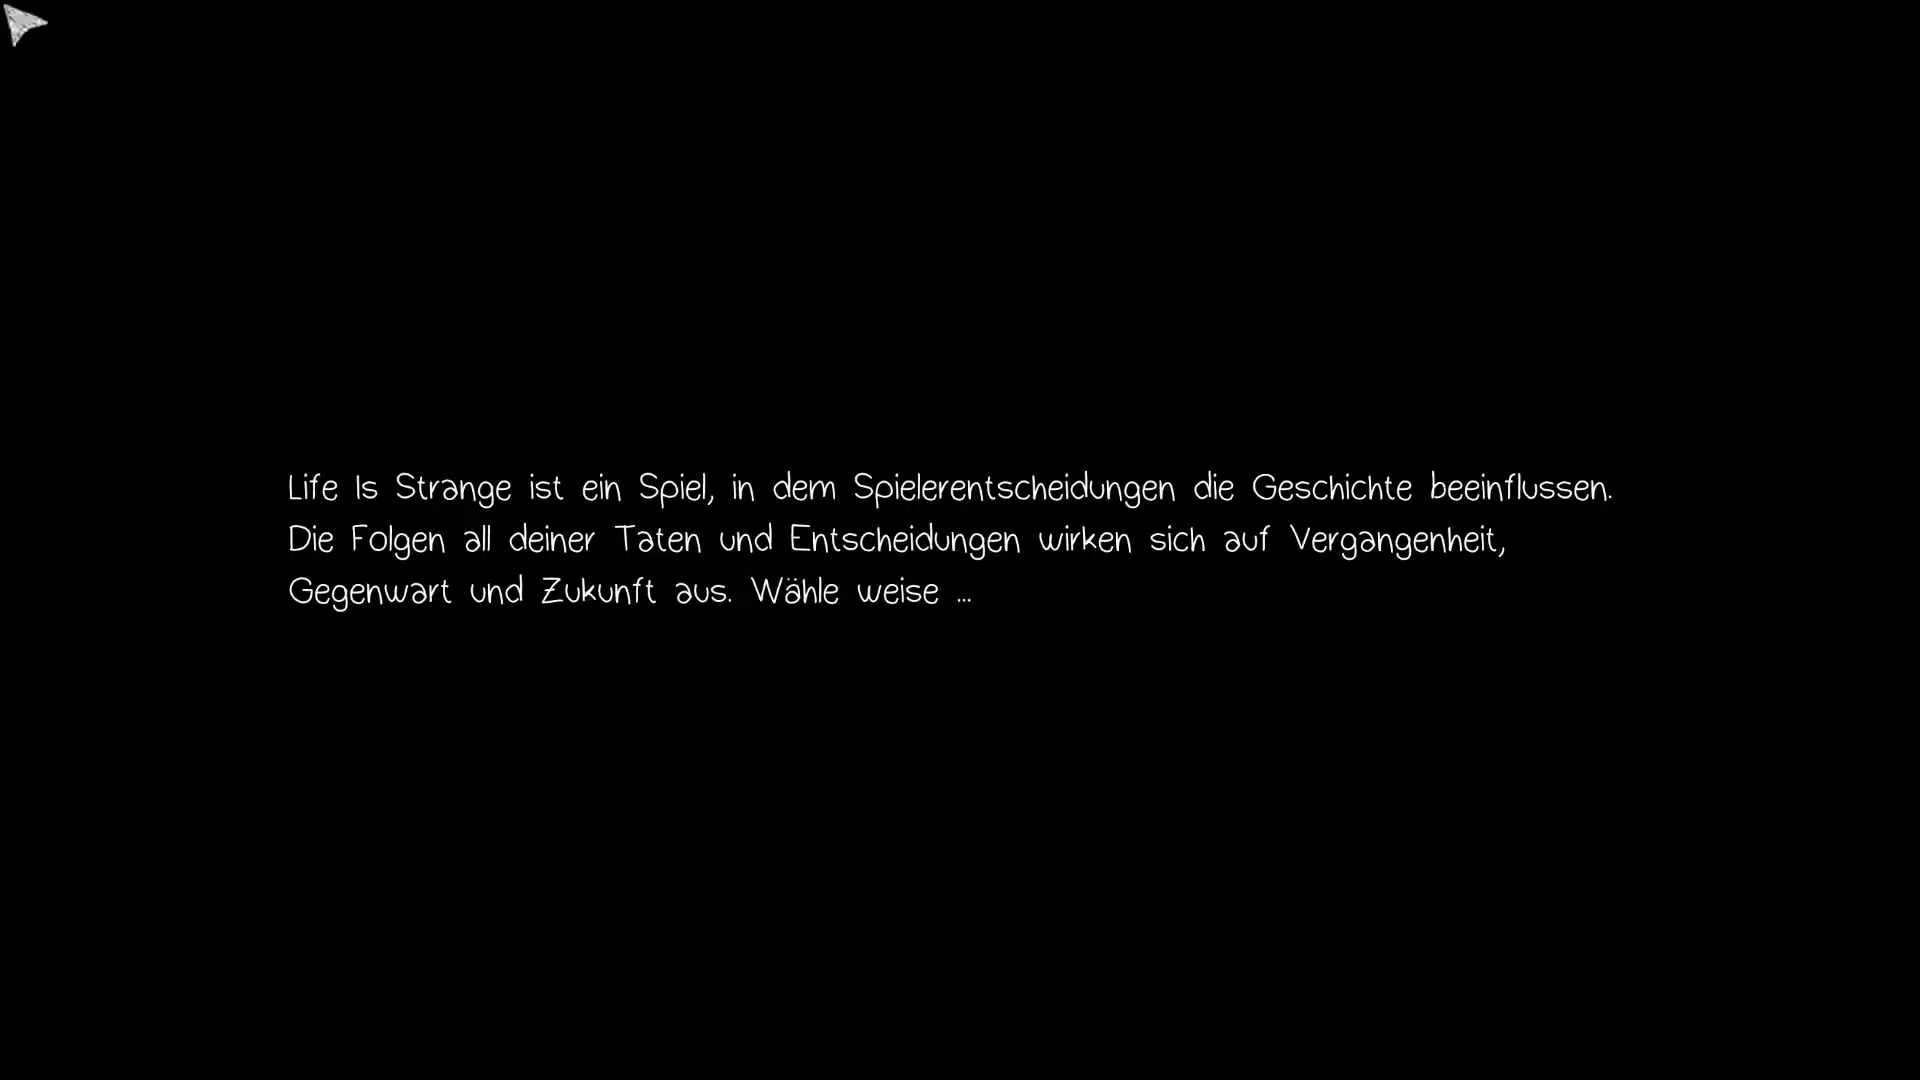 Life Is Strange ist ein Spiel, in dem Spielerentscheidungen die Geschichte beeinflussen.
Die Folgen all deiner Taten und Entscheidungen wirken sich auf Vergangenheit,
Gegenwart und Zukunft aus. Wähle weise ...